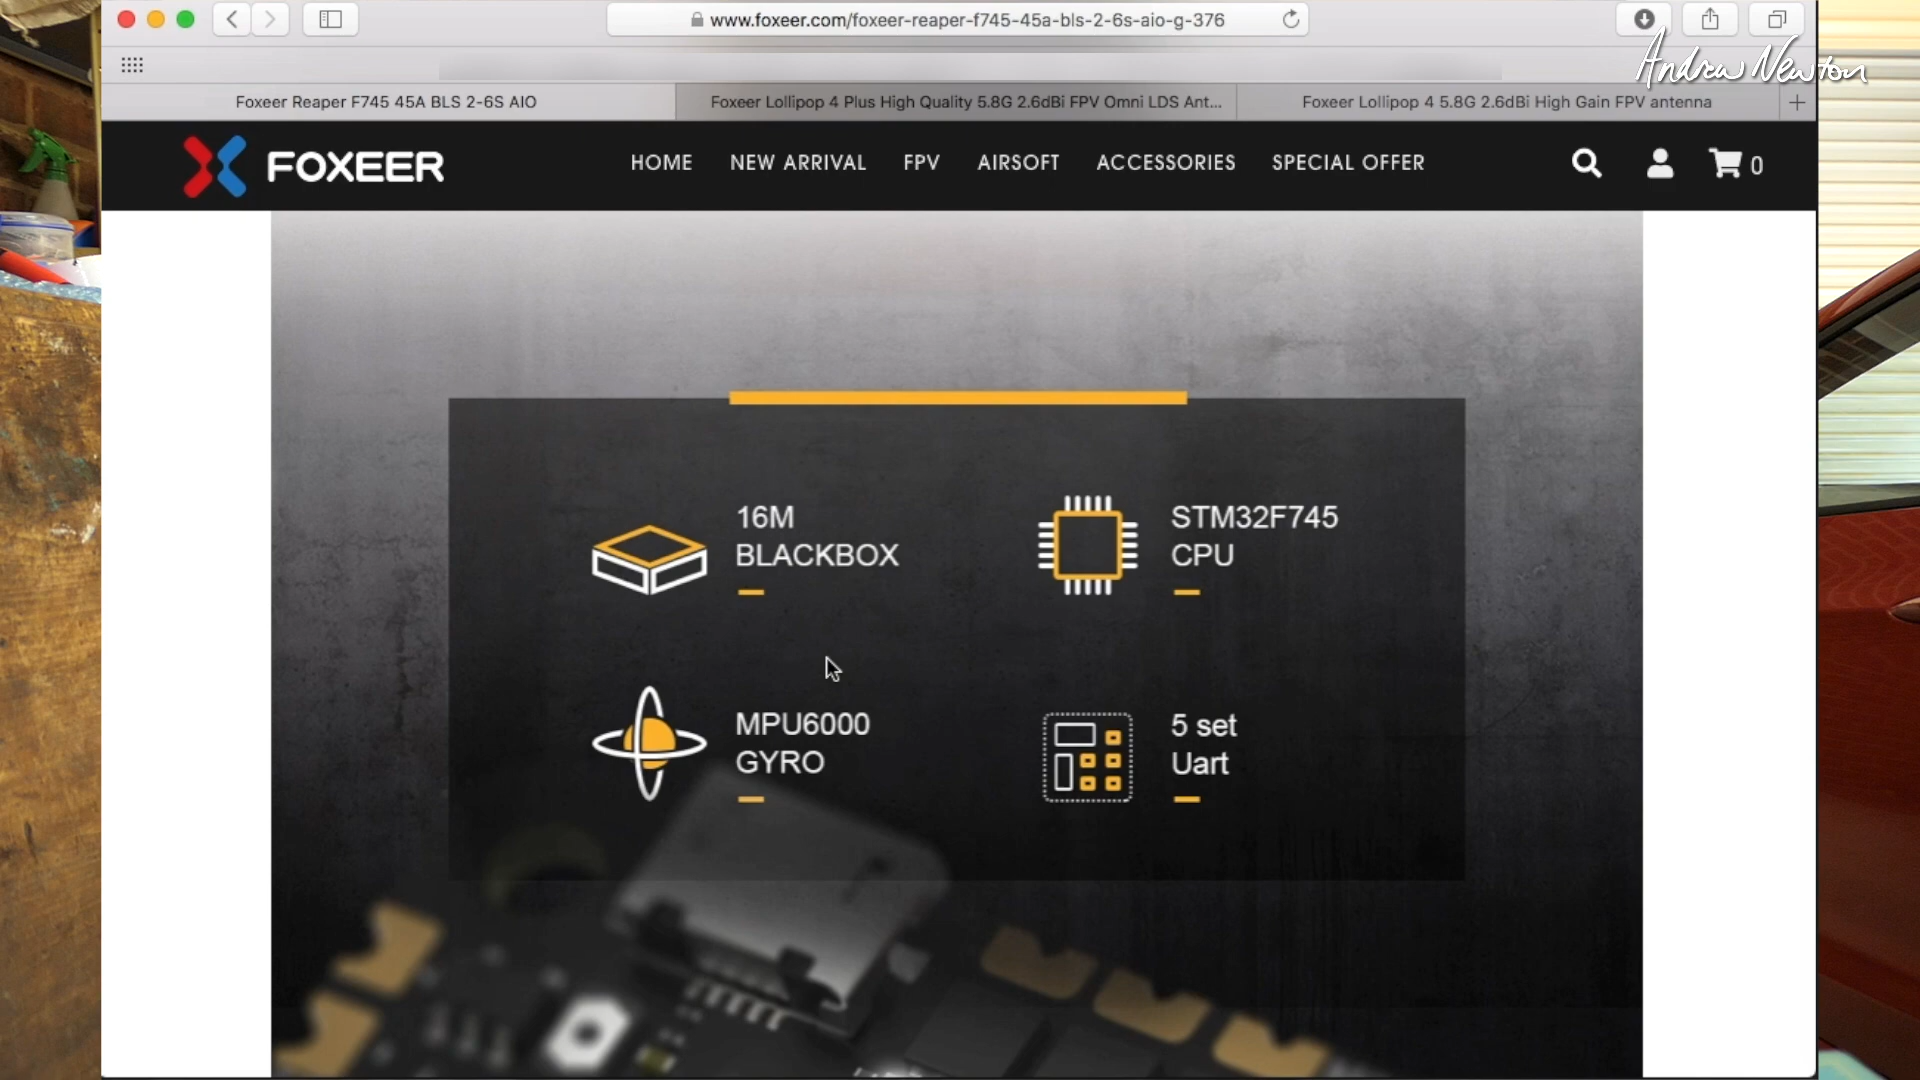 www.foxeer.com/foxeer-reaper-f745-45a-bls-2-6s-aio-g-376
Andrew Newton
Foxeer Reaper F745 45A BLS 2-6S AIO
Foxeer Lollipop 4 Plus High Quality 5.8G 2.6dBi FPV Omni LDS Ant...
Foxeer Lollipop 4 5.8G 2.6dBi High Gain FPV antenna
FOXEER
HOME NEW ARRIVAL FPV AIRSOFT ACCESSORIES SPECIAL OFFER
0
16M
BLACKBOX
STM32F745
CPU
MPU6000
GYRO
5 set
Uart